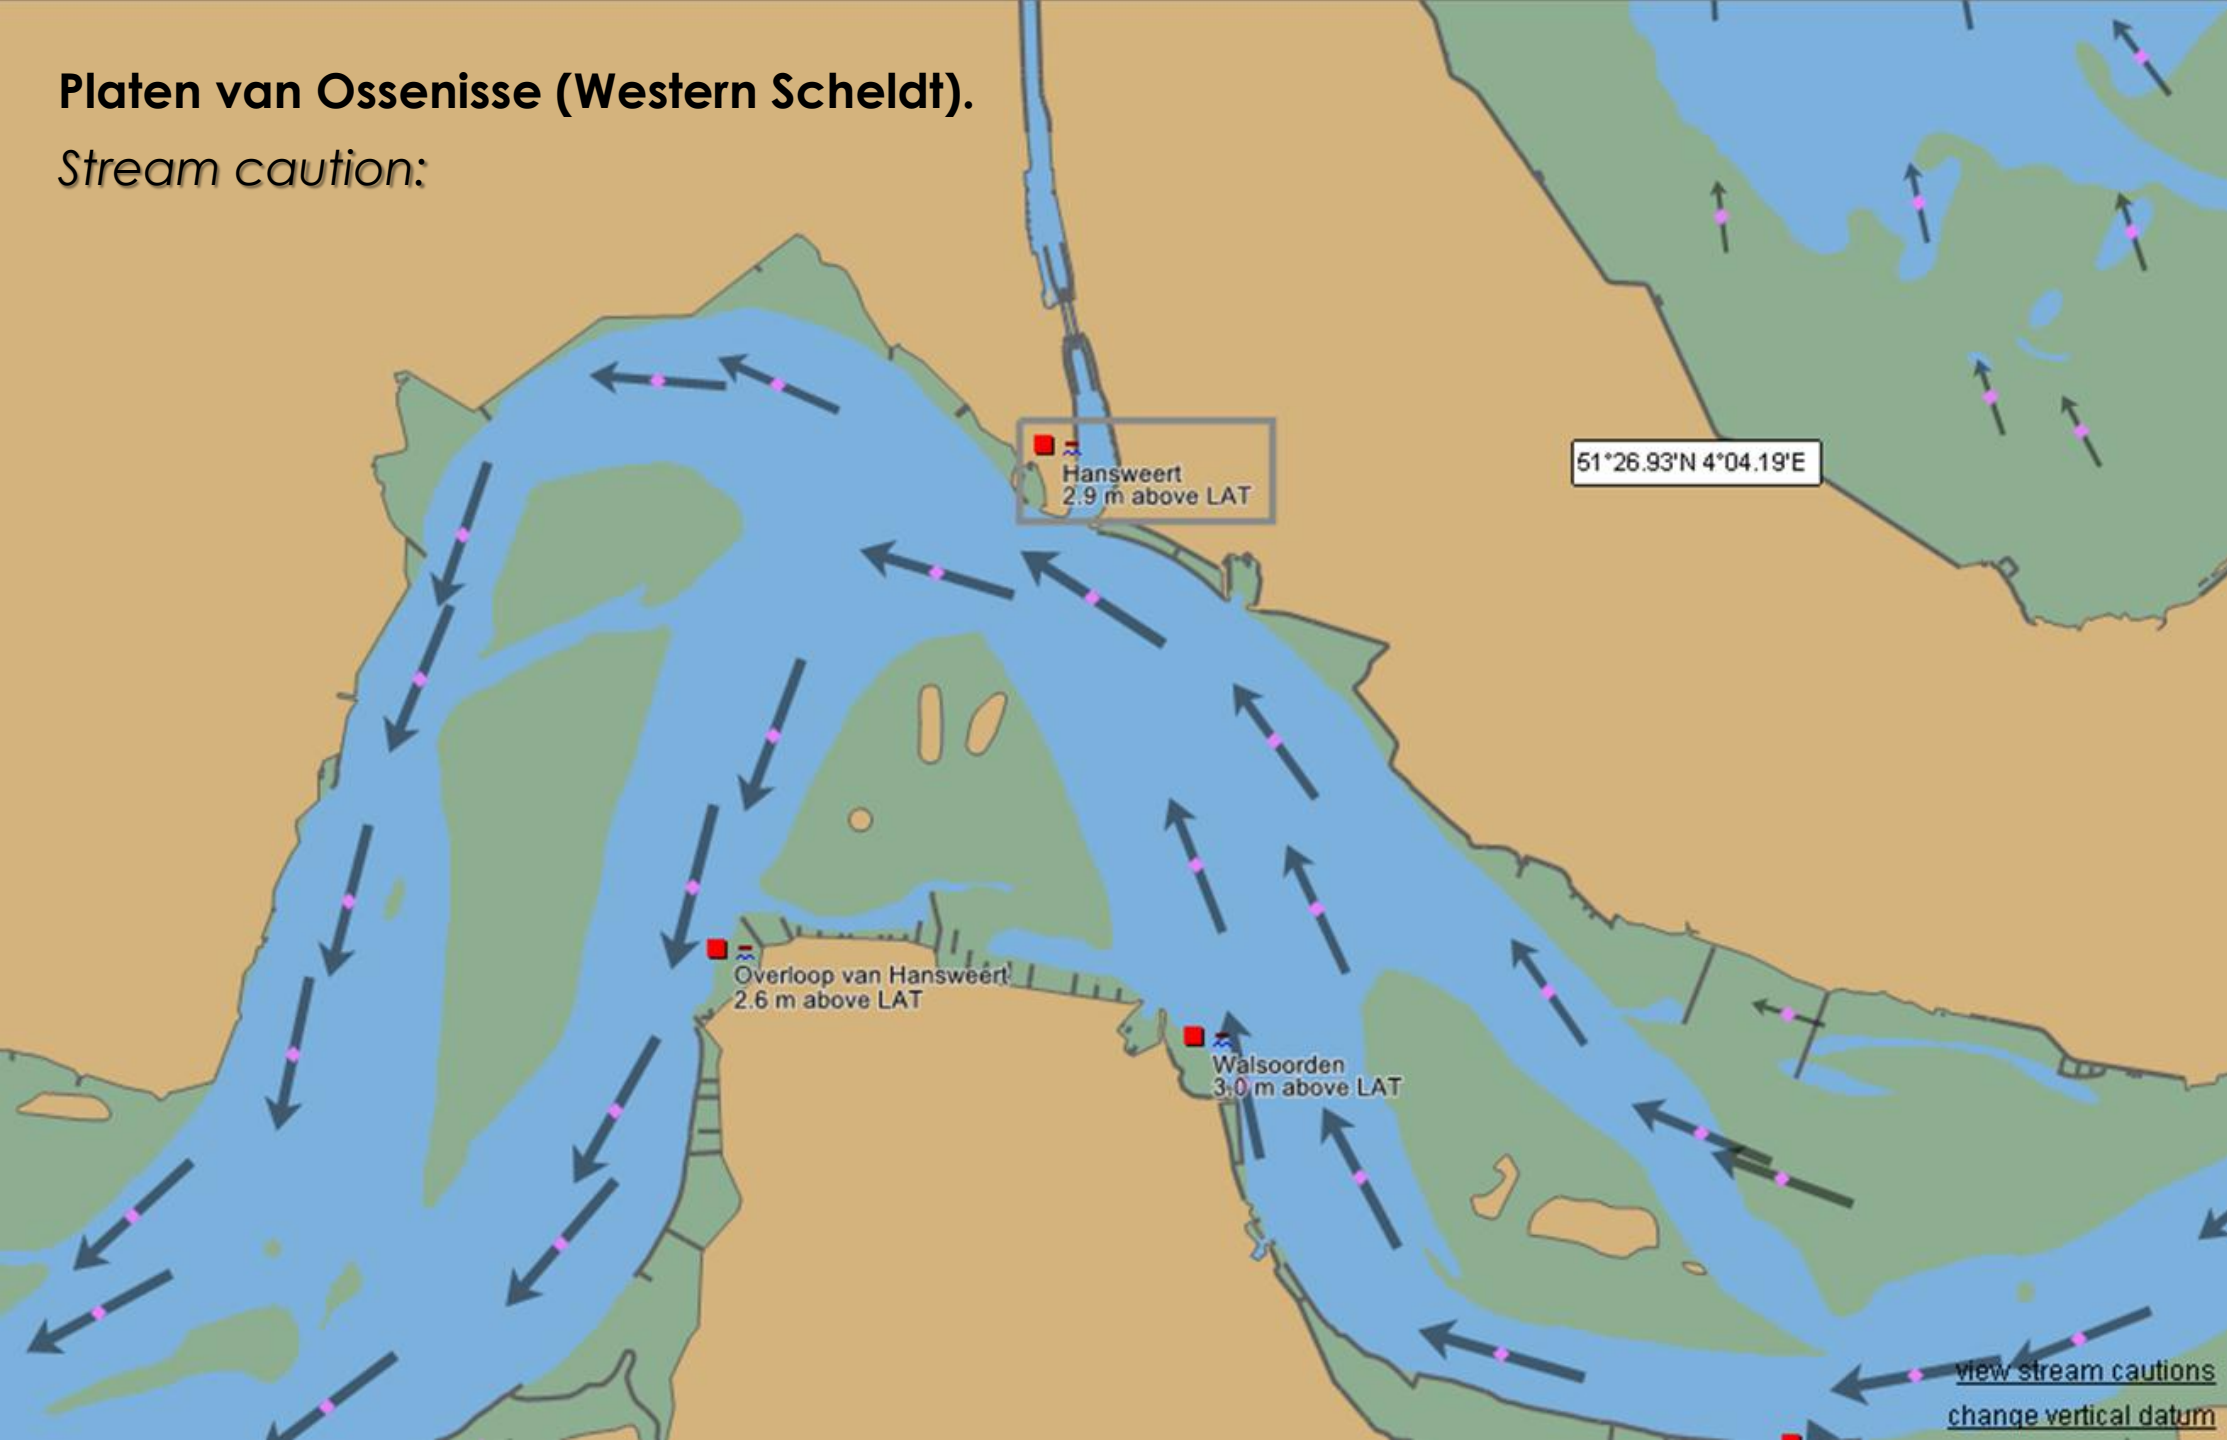 Platen van Ossenisse (Western Scheldt).
Stream caution:
Hansweert
2.9 m above LAT
51°26.93'N 4°04.19'E
Overloop van Hansweert
2.6 m above LAT
Walsoorden
3.0 m above LAT
view stream cautions
change vertical datum